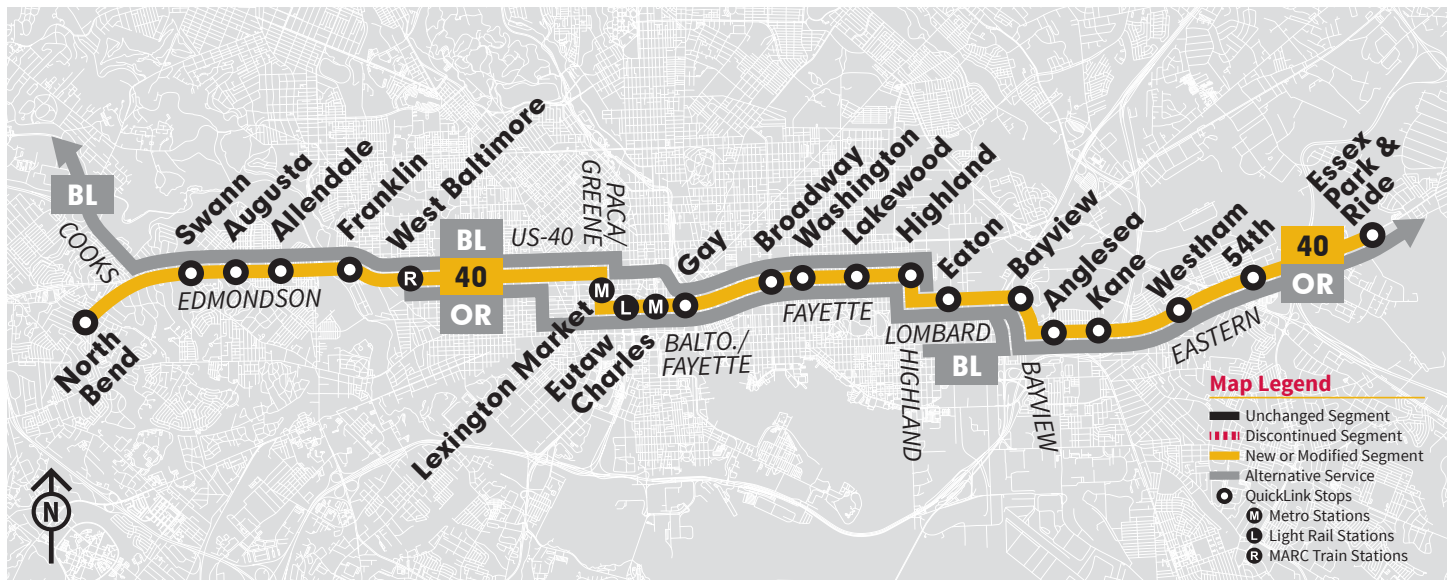 BL
COOKS
North
Bend
Swann
Augusta
Allendale
EDMONDSON
Franklin
West Baltimore
R
BL
40
OR
US-40
PACA/
GREENE
M
L
M
Lexington Market
Eutaw
Charles
Gay
BALTO./
FAYETTE
Broadway
Washington
Lakewood
Highland
FAYETTE
LOMBARD
HIGHLAND
BL
Eaton
Bayview
BAYVIEW
Anglesea
Kane
Westham
54th
EASTERN
40
OR
Essex
Park &
Ride
N
Map Legend
Unchanged Segment
Discontinued Segment
New or Modified Segment
Alternative Service
QuickLink Stops
M Metro Stations
L Light Rail Stations
R MARC Train Stations